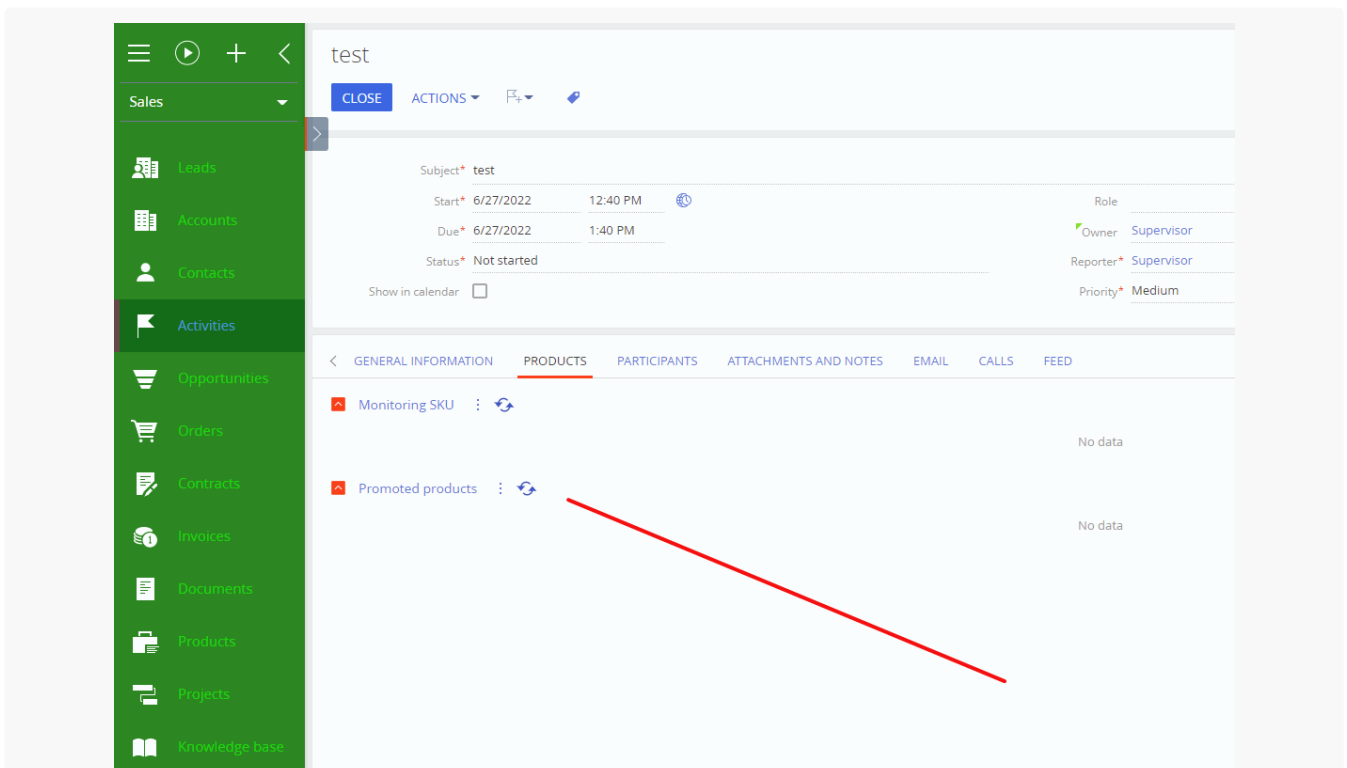 test
CLOSE ACTIONS
Sales
Leads
Accounts
Contacts
Activities
Opportunities
Orders
Contracts
Invoices
Documents
Products
Projects
Knowledge base
Subject* test
Start* 6/27/2022 12:40 PM
Due* 6/27/2022 1:40 PM
Status* Not started
Show in calendar
Role
Owner Supervisor
Reporter* Supervisor
Priority* Medium
GENERAL INFORMATION PRODUCTS PARTICIPANTS ATTACHMENTS AND NOTES EMAIL CALLS FEED
Monitoring SKU
No data
Promoted products
No data